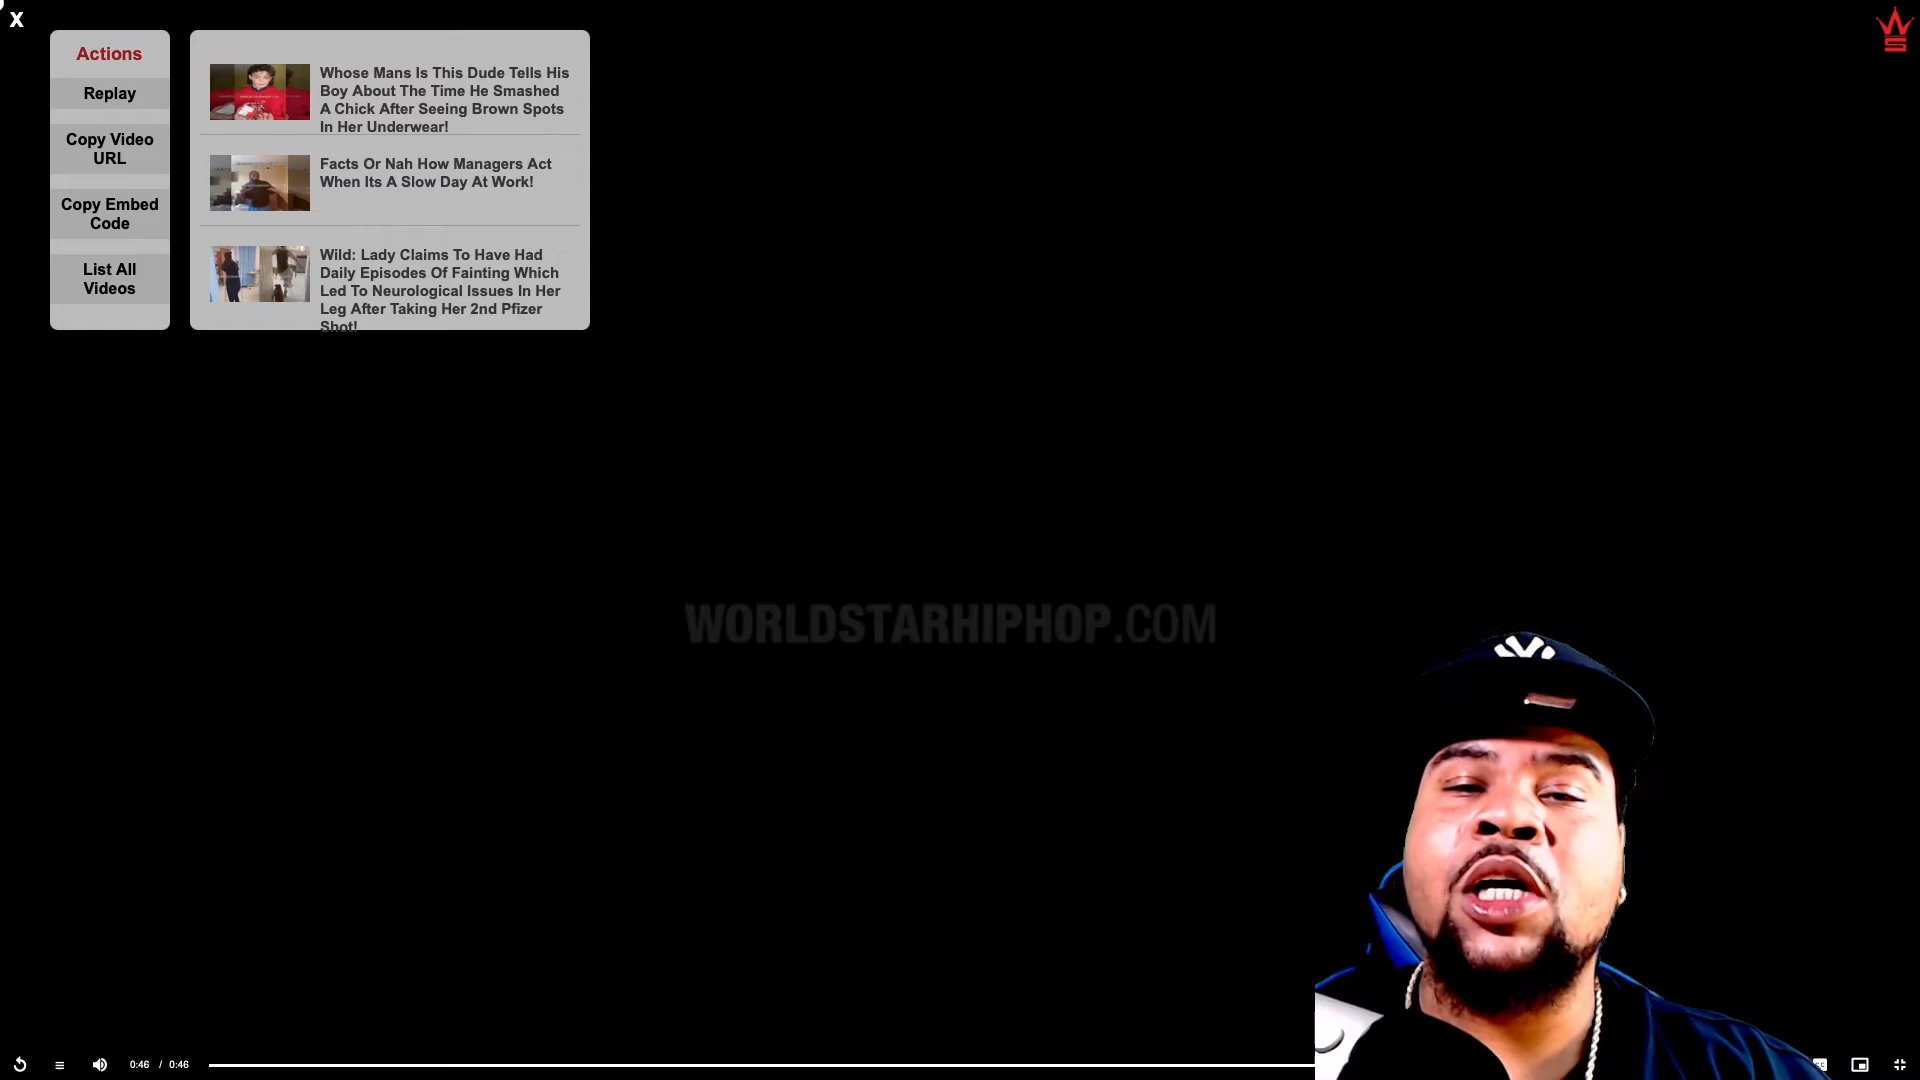 X
Actions
Replay
Copy Video
URL
Copy Embed
Code
List All
Videos
Whose Mans Is This Dude Tells His
Boy About The Time He Smashed
A Chick After Seeing Brown Spots
In Her Underwear!
Facts Or Nah How Managers Act
When Its A Slow Day At Work!
Wild: Lady Claims To Have Had
Daily Episodes Of Fainting Which
Led To Neurological Issues In Her
Leg After Taking Her 2nd Pfizer
Shot!
WORLDSTARHIPHOP.COM
0:46 / 0:46